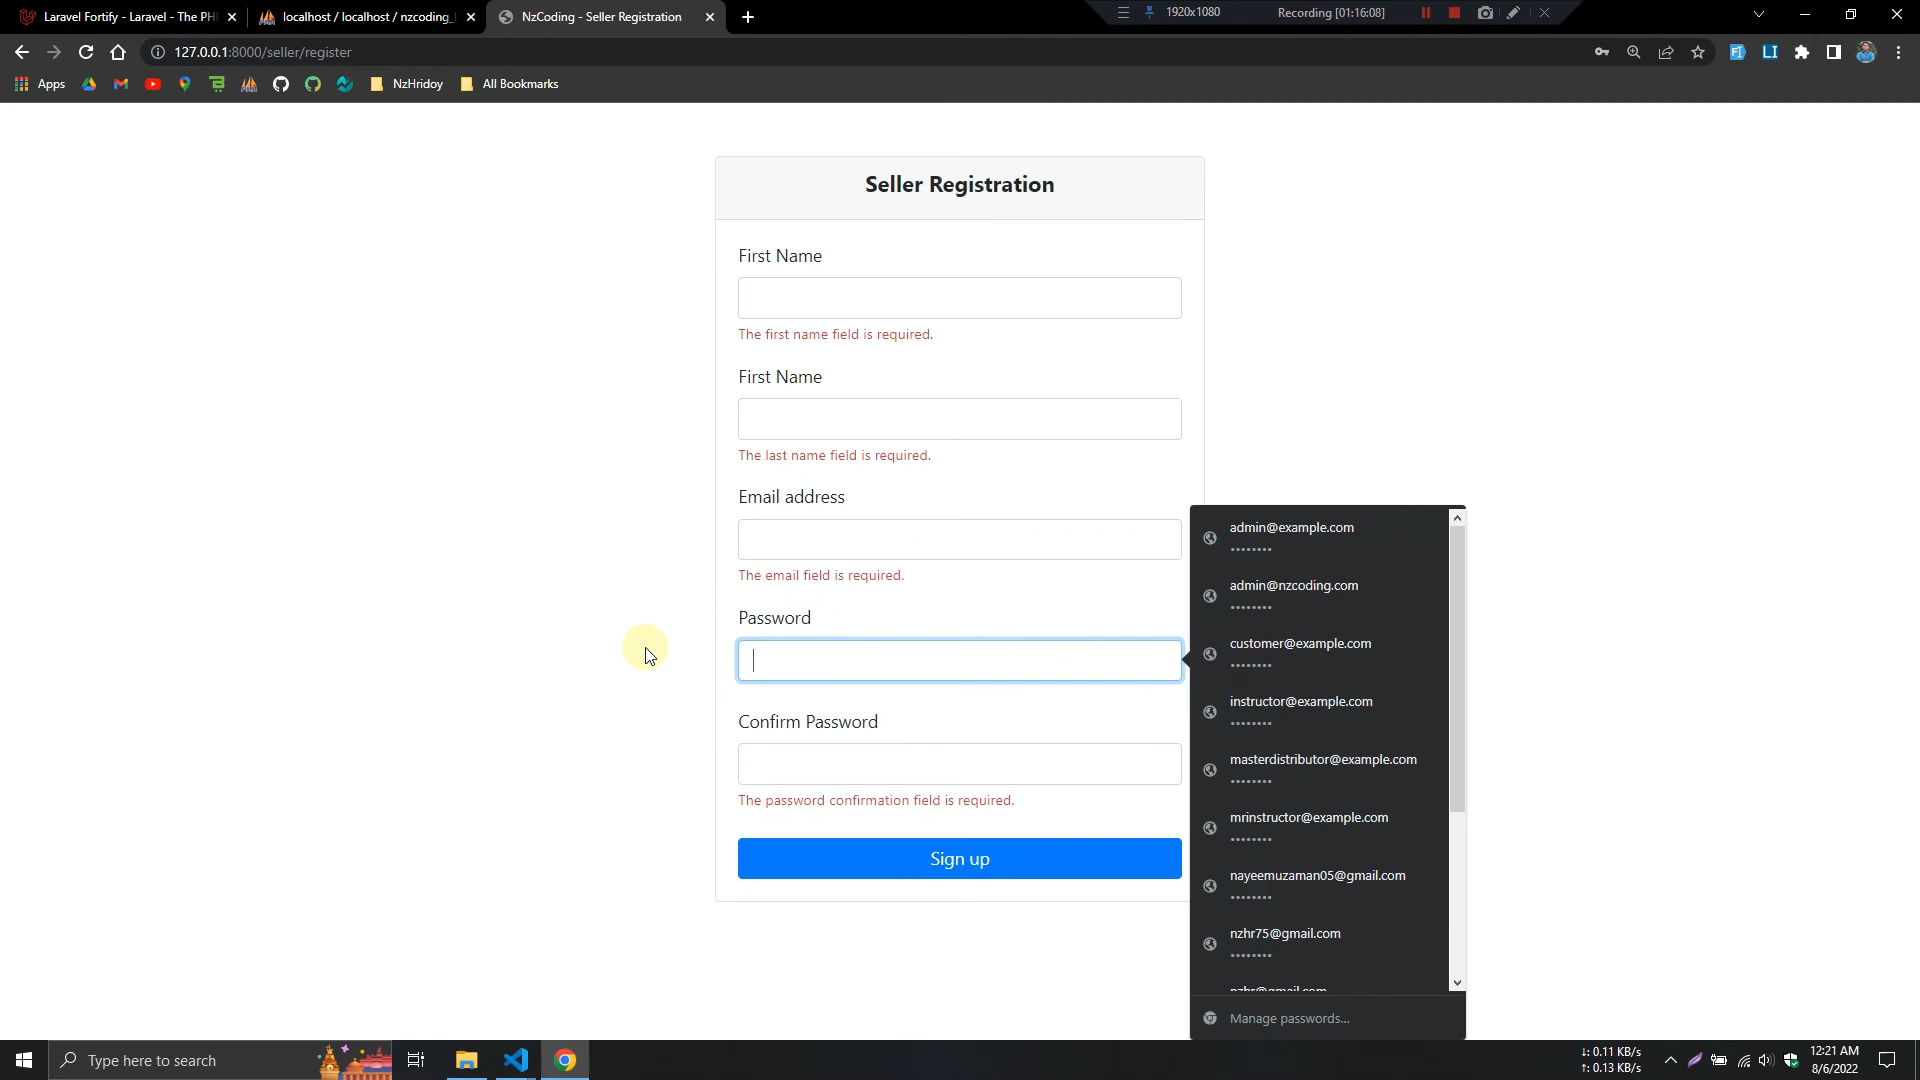 Laravel Fortify - Laravel - The PH
localhost / localhost / nzcoding_
NzCoding - Seller Registration
1920x1080
Recording [01:16:08]
127.0.0.1:8000/seller/register
Apps
NzHridoy
All Bookmarks
Seller Registration
First Name
The first name field is required.
First Name
The last name field is required.
Email address
The email field is required.
Password
Confirm Password
The password confirmation field is required.
Sign up
admin@example.com
••••••••
admin@nzcoding.com
••••••••
customer@example.com
••••••••
instructor@example.com
••••••••
masterdistributor@example.com
••••••••
mrinstructor@example.com
••••••••
nayeemuzaman05@gmail.com
••••••••
nzhr75@gmail.com
••••••••
nzhr@gmail.com
Manage passwords...
Type here to search
↓: 0.11 KB/s
↑: 0.13 KB/s
12:21 AM
8/6/2022